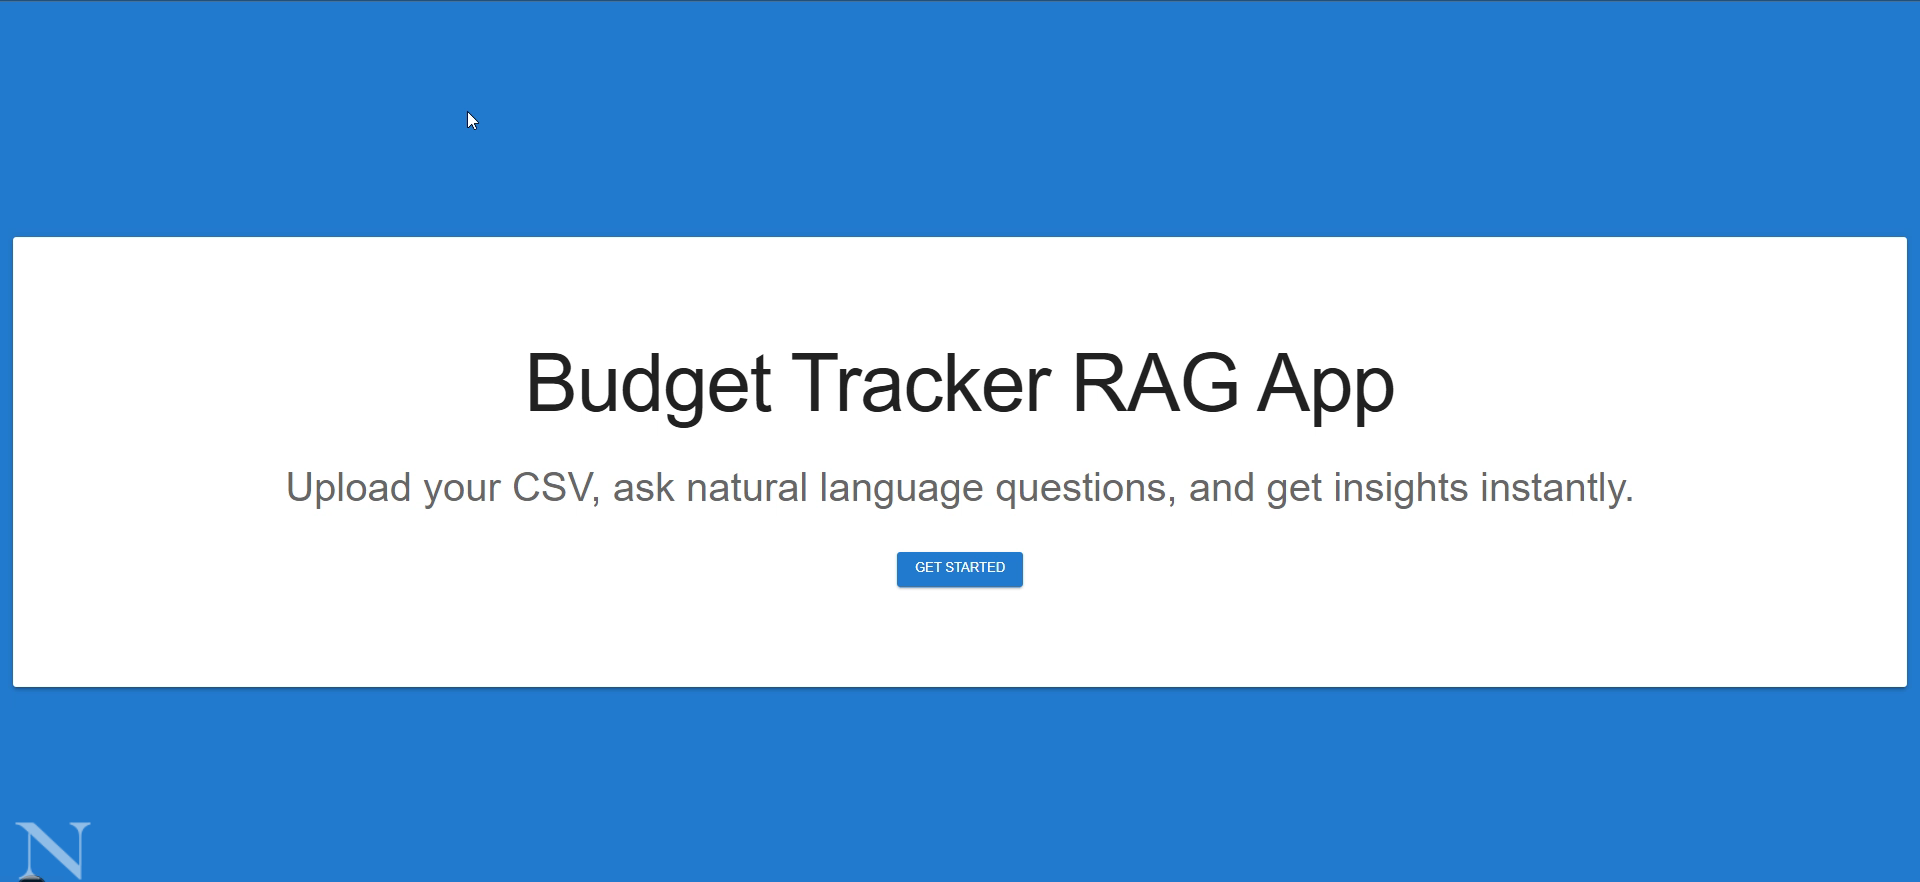 Budget Tracker RAG App
Upload your CSV, ask natural language questions, and get insights instantly.
GET STARTED
N